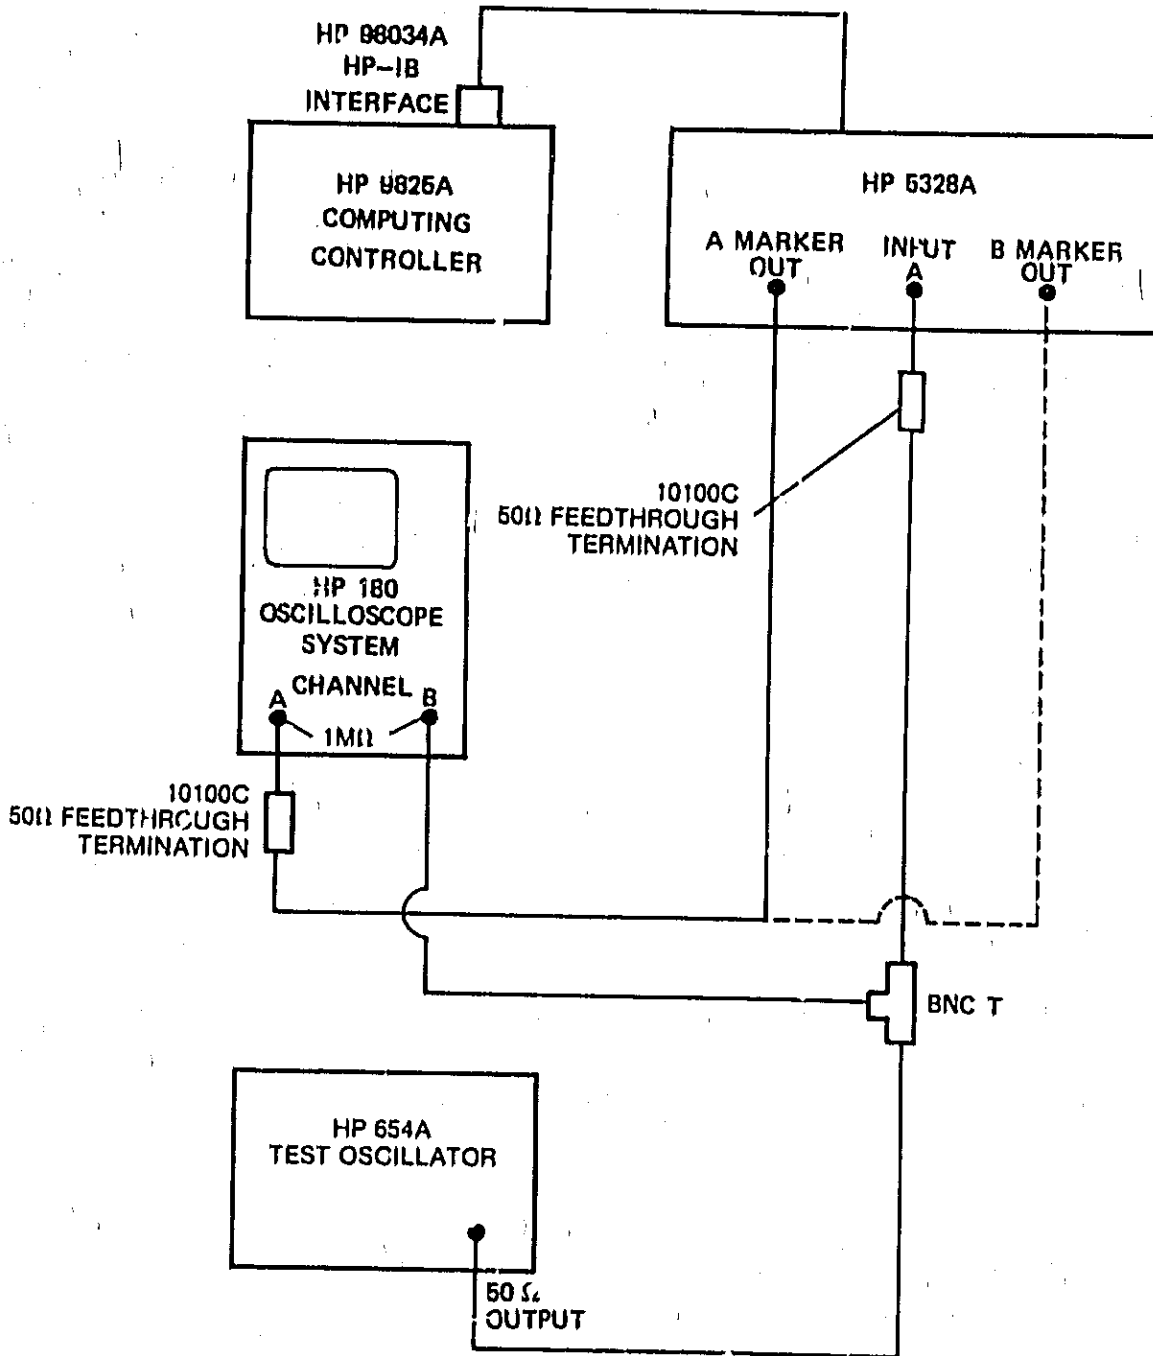 HP 98034A
HP-IB
INTERFACE
HP 9825A
COMPUTING
CONTROLLER
HP 5328A
A MARKER
OUT
INPUT
A
B MARKER
OUT
10100C
50Ω FEEDTHROUGH
TERMINATION
HP 180
OSCILLOSCOPE
SYSTEM
CHANNEL
A
B
1MΩ
10100C
50Ω FEEDTHROUGH
TERMINATION
BNC T
HP 654A
TEST OSCILLATOR
50 Ω
OUTPUT